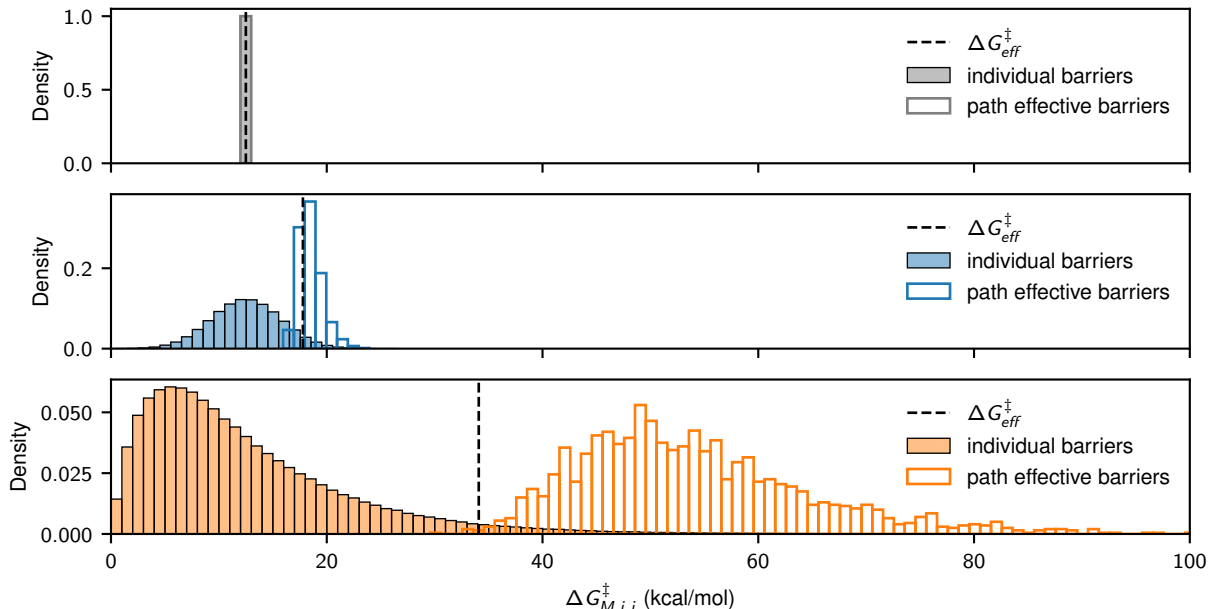 1.0
0.5
0.0
Density
ΔG‡eff
individual barriers
path effective barriers
0.2
0.0
Density
ΔG‡eff
individual barriers
path effective barriers
0.050
0.025
0.000
Density
ΔG‡eff
individual barriers
path effective barriers
0 20 40 60 80 100
ΔG‡M,i,j (kcal/mol)